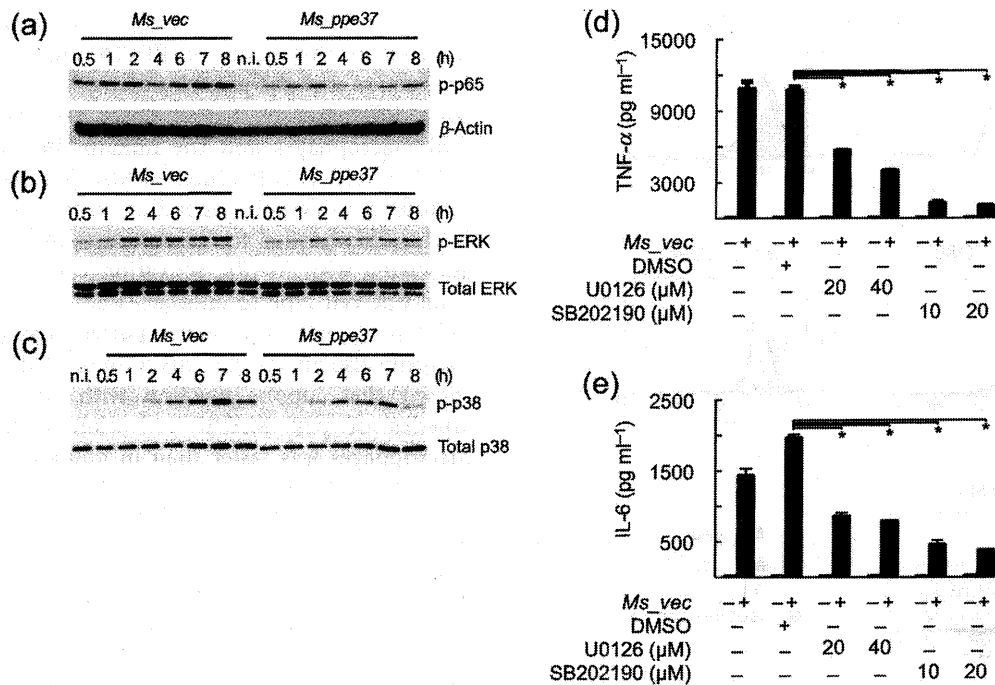 (a)
Ms_vec Ms_ppe37
0.5 1 2 4 6 7 8 n.i. 0.5 1 2 4 6 7 8 (h)
p-p65
β-Actin
(b)
Ms_vec Ms_ppe37
0.5 1 2 4 6 7 8 n.i. 0.5 1 2 4 6 7 8 (h)
p-ERK
Total ERK
(c)
Ms_vec Ms_ppe37
n.i. 0.5 1 2 4 6 7 8 0.5 1 2 4 6 7 8 (h)
p-p38
Total p38
(d)
TNF-α (pg ml⁻¹)
15000
9000
3000
* * * *
Ms_vec –+ –+ –+ –+ –+ –+
DMSO – + – – – –
U0126 (μM) – – 20 40 – –
SB202190 (μM) – – – – 10 20
(e)
IL-6 (pg ml⁻¹)
2500
1500
500
* * * *
Ms_vec –+ –+ –+ –+ –+ –+
DMSO – + – – – –
U0126 (μM) – – 20 40 – –
SB202190 (μM) – – – – 10 20